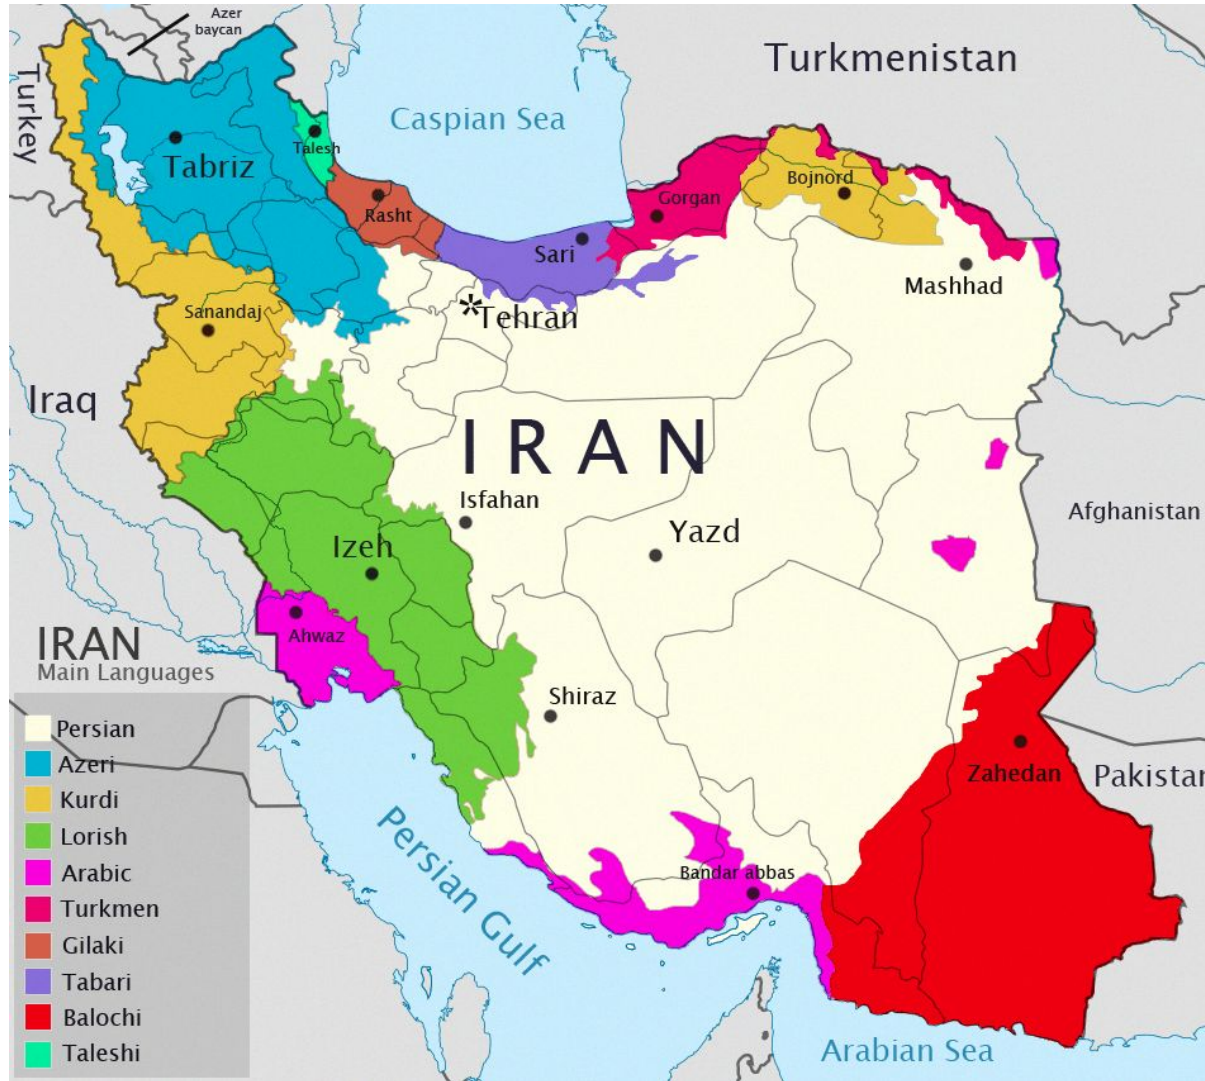 Azer
baycan
Turkmenistan
Turkey
Caspian Sea
Talesh
Tabriz
Bojnord
Gorgan
Rasht
Sari
Mashhad
*Tehran
Sanandaj
Iraq
IRAN
Isfahan
Afghanistan
Yazd
Izeh
Ahwaz
Shiraz
Zahedan
Pakistan
Persian Gulf
Bandar abbas
Arabian Sea
IRAN
Main Languages
Persian
Azeri
Kurdi
Lorish
Arabic
Turkmen
Gilaki
Tabari
Balochi
Taleshi